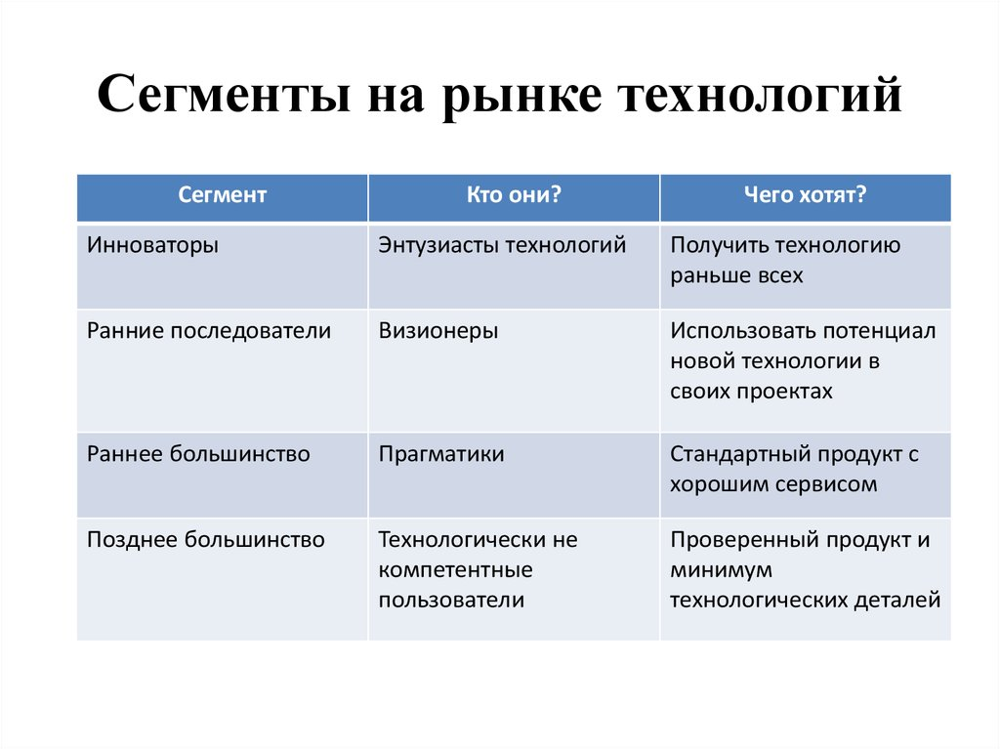 Сегменты на рынке технологий
Сегмент
Кто они?
Чего хотят?
Инноваторы
Энтузиасты технологий
Получить технологию
раньше всех
Ранние последователи
Визионеры
Использовать потенциал
новой технологии в
своих проектах
Раннее большинство
Прагматики
Стандартный продукт с
хорошим сервисом
Позднее большинство
Технологически не
компетентные
пользователи
Проверенный продукт и
минимум
технологических деталей